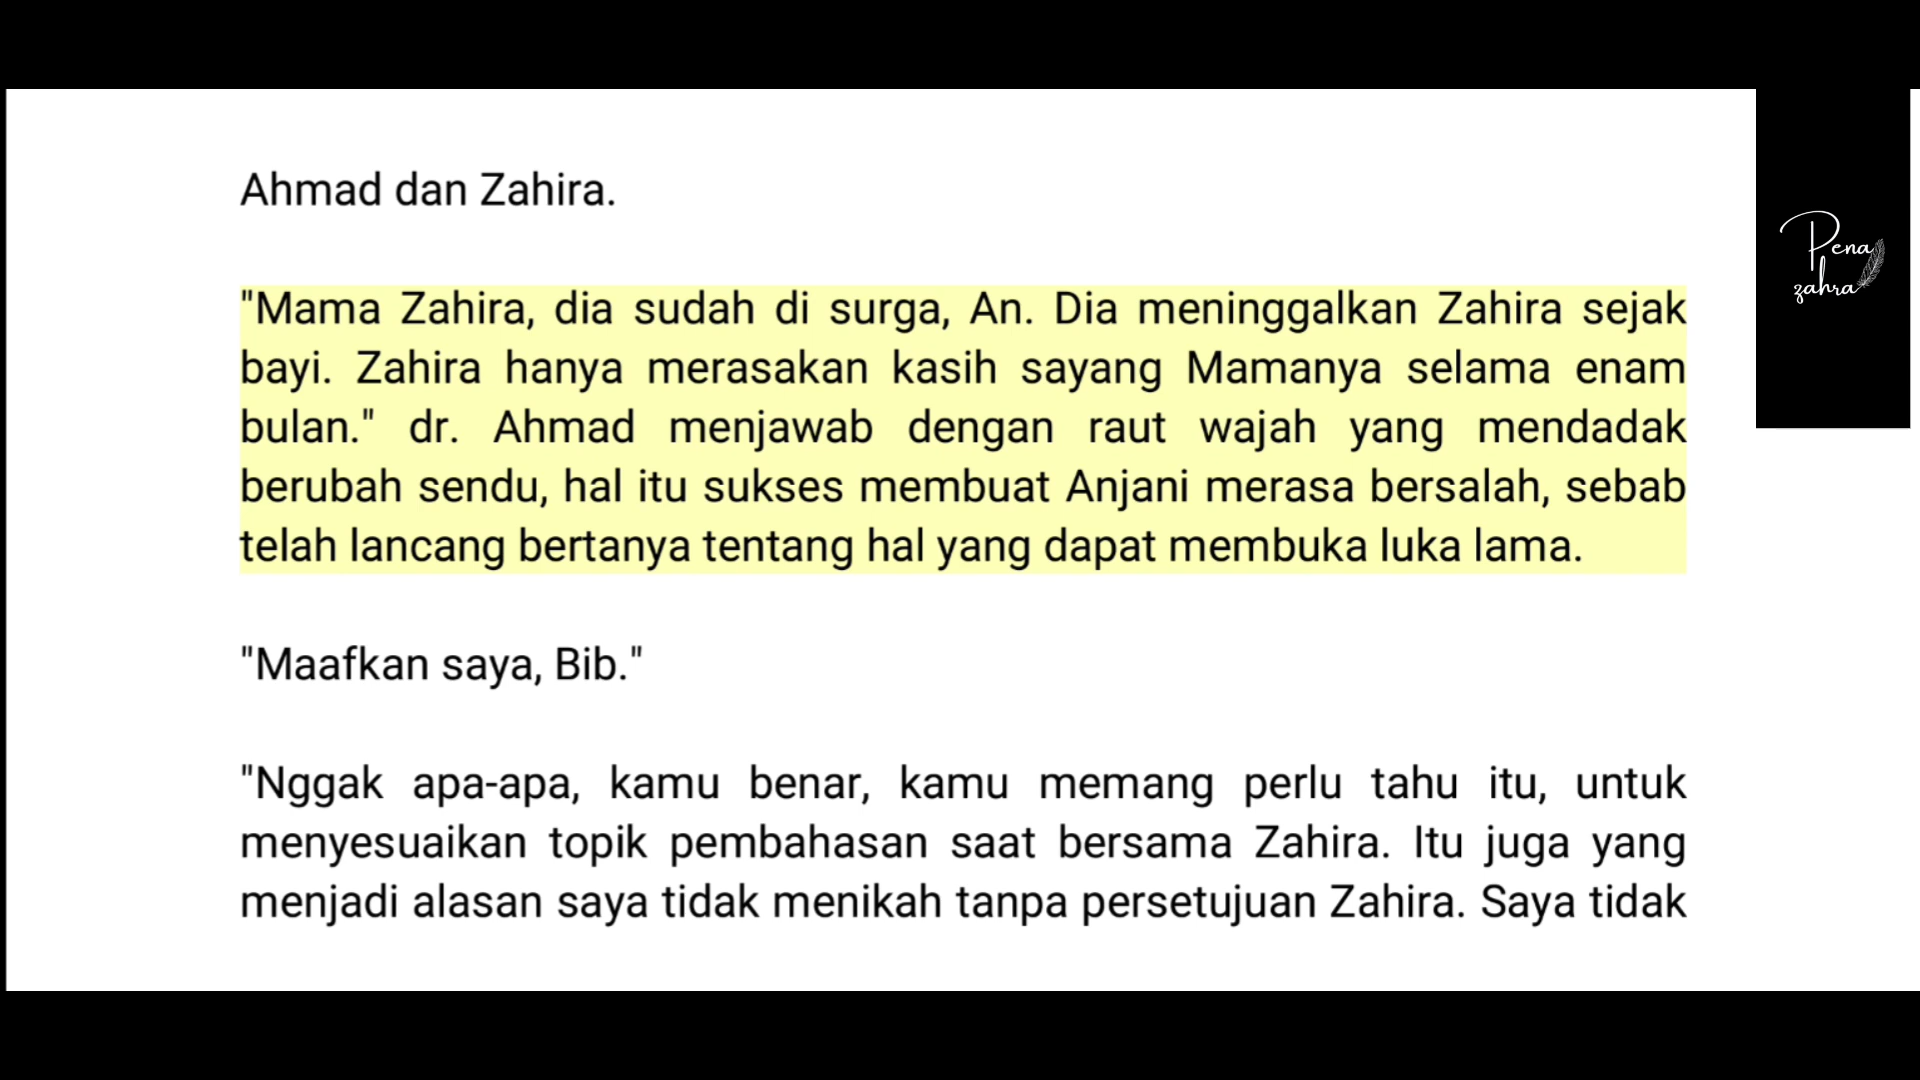 Ahmad dan Zahira.
"Mama Zahira, dia sudah di surga, An. Dia meninggalkan Zahira sejak
bayi. Zahira hanya merasakan kasih sayang Mamanya selama enam
bulan." dr. Ahmad menjawab dengan raut wajah yang mendadak
berubah sendu, hal itu sukses membuat Anjani merasa bersalah, sebab
telah lancang bertanya tentang hal yang dapat membuka luka lama.
"Maafkan saya, Bib."
"Nggak apa-apa, kamu benar, kamu memang perlu tahu itu, untuk
menyesuaikan topik pembahasan saat bersama Zahira. Itu juga yang
menjadi alasan saya tidak menikah tanpa persetujuan Zahira. Saya tidak
Pena
zahra